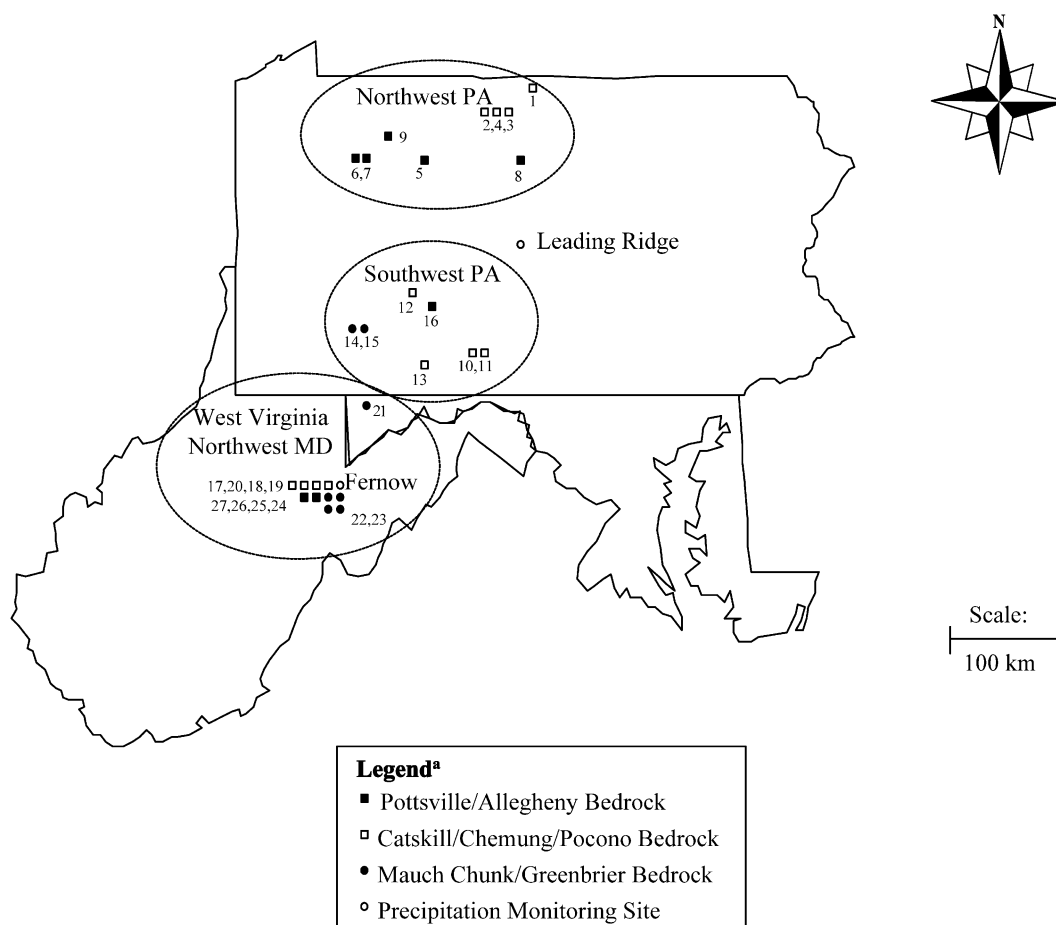 N
Northwest PA
1
2,4,3
9
6,7
5
8
Leading Ridge
Southwest PA
12
16
14,15
10,11
13
21
West Virginia
Northwest MD
17,20,18,19
Fernow
27,26,25,24
22,23
Scale:
100 km
Legendᵃ
Pottsville/Allegheny Bedrock
Catskill/Chemung/Pocono Bedrock
Mauch Chunk/Greenbrier Bedrock
Precipitation Monitoring Site